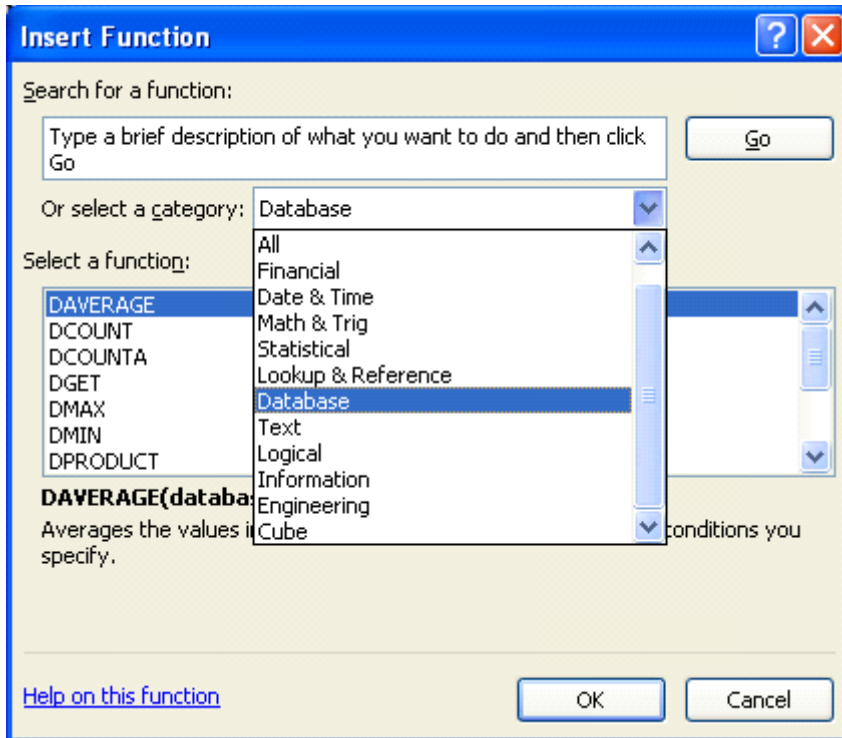 Insert Function
Search for a function:
Type a brief description of what you want to do and then click
Go
Go
Or select a category: Database
All
Financial
Date & Time
Math & Trig
Statistical
Lookup & Reference
Database
Text
Logical
Information
Engineering
Cube
Select a function:
DAVERAGE
DCOUNT
DCOUNTA
DGET
DMAX
DMIN
DPRODUCT
DAVERAGE(databa
Averages the values i conditions you
specify.
Help on this function
OK
Cancel